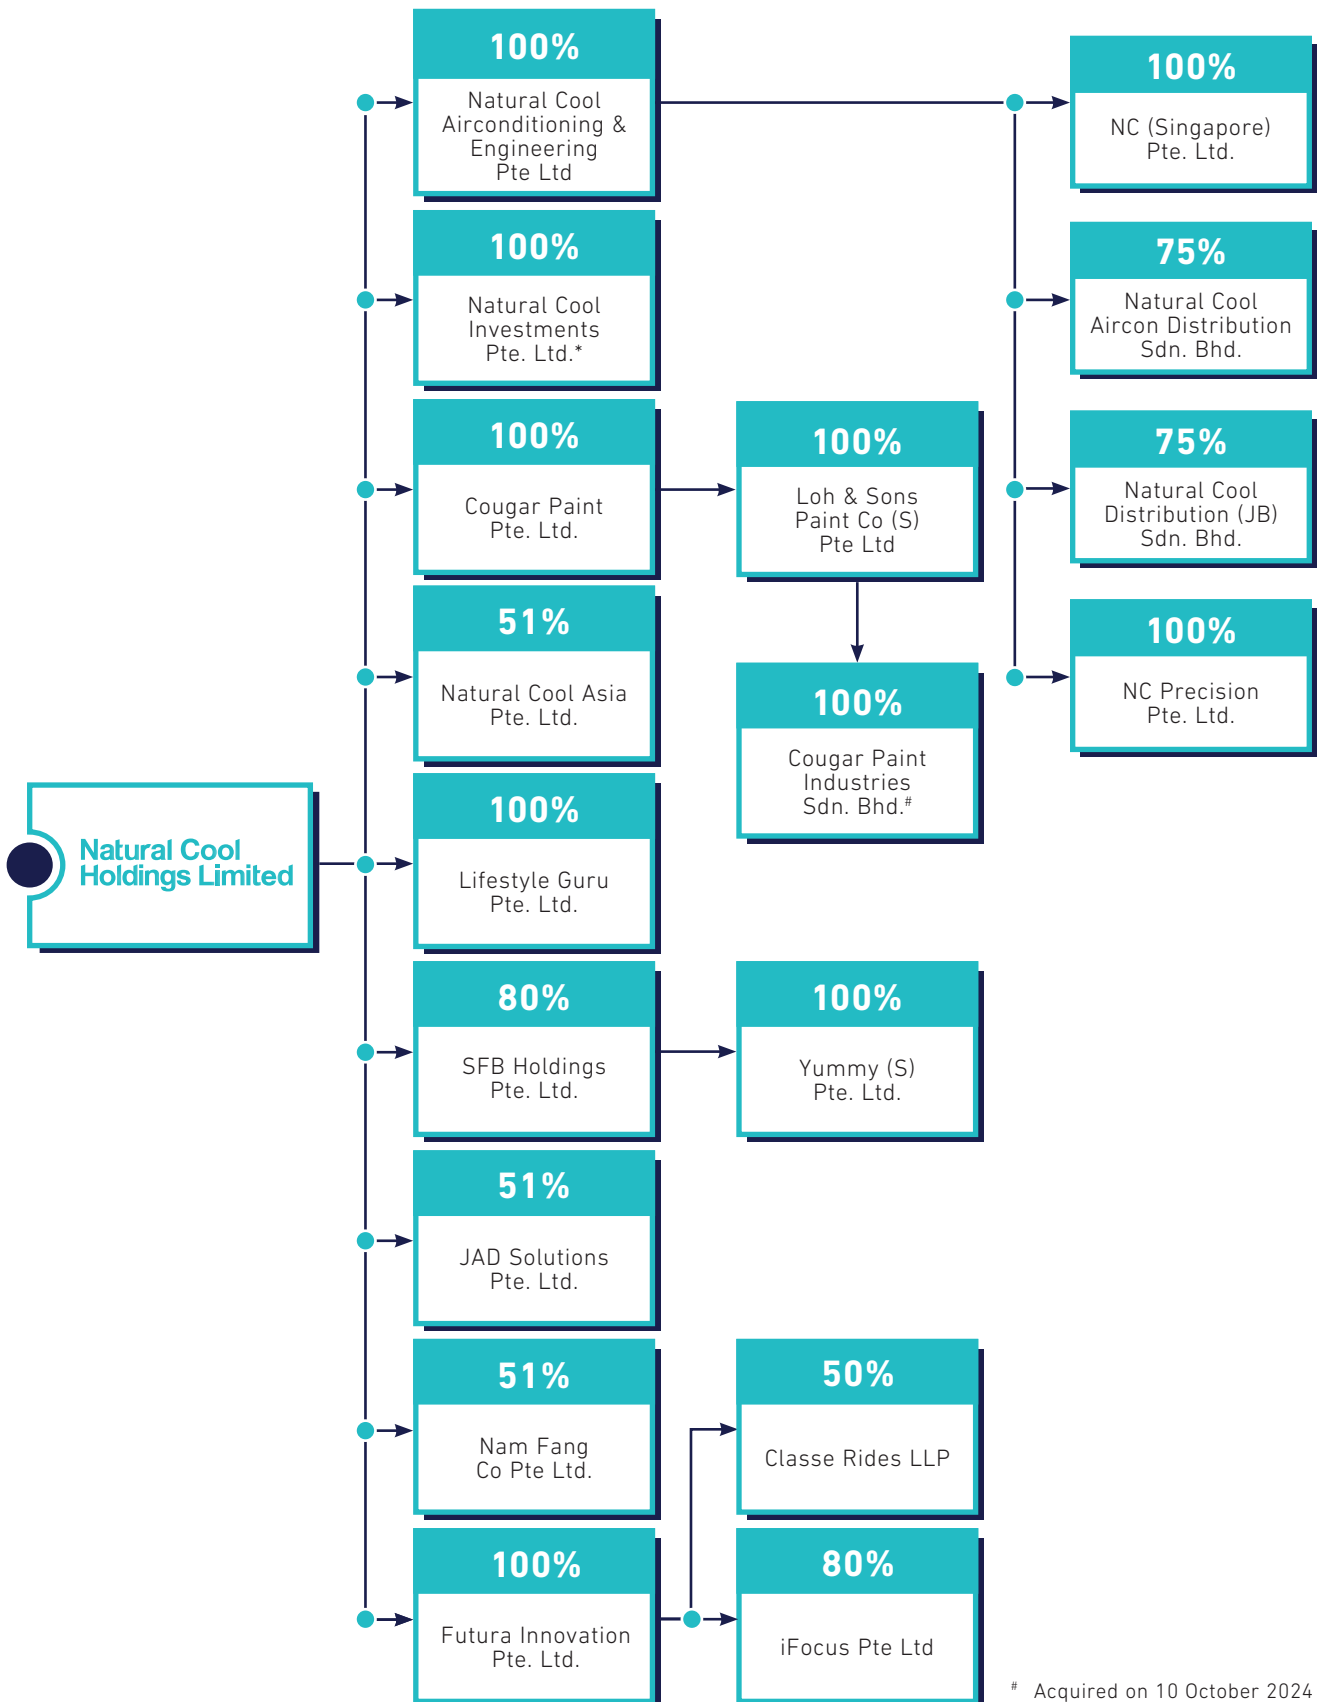 Natural Cool
Holdings Limited
100%
Natural Cool
Airconditioning &
Engineering
Pte Ltd
100%
Natural Cool
Investments
Pte. Ltd.*
100%
Cougar Paint
Pte. Ltd.
51%
Natural Cool Asia
Pte. Ltd.
100%
Lifestyle Guru
Pte. Ltd.
80%
SFB Holdings
Pte. Ltd.
51%
JAD Solutions
Pte. Ltd.
51%
Nam Fang
Co Pte Ltd.
100%
Futura Innovation
Pte. Ltd.
100%
Loh & Sons
Paint Co (S)
Pte Ltd
100%
Cougar Paint
Industries
Sdn. Bhd.#
100%
Yummy (S)
Pte. Ltd.
50%
Classe Rides LLP
80%
iFocus Pte Ltd
100%
NC (Singapore)
Pte. Ltd.
75%
Natural Cool
Aircon Distribution
Sdn. Bhd.
75%
Natural Cool
Distribution (JB)
Sdn. Bhd.
100%
NC Precision
Pte. Ltd.
# Acquired on 10 October 2024